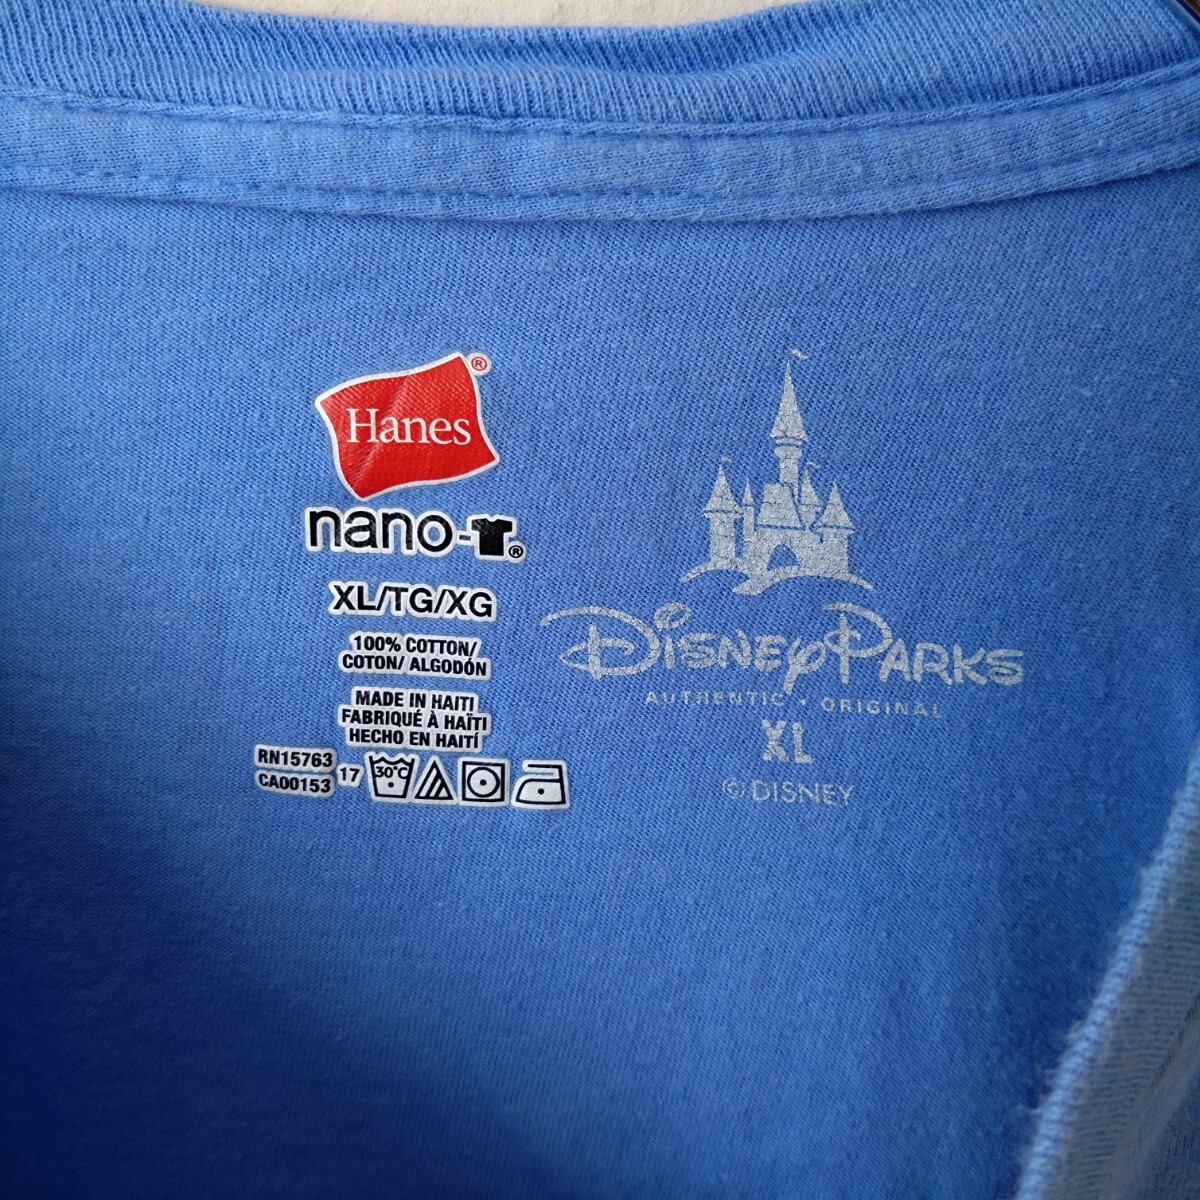 Hanes®
nano-T®
XL/TG/XG
100% COTTON/
COTON/ ALGODÓN
MADE IN HAITI
FABRIQUÉ À HAÏTI
HECHO EN HAITÍ
RN15763
CA00153
17
30°C
DISNEY PARKS
AUTHENTIC • ORIGINAL
XL
© DISNEY